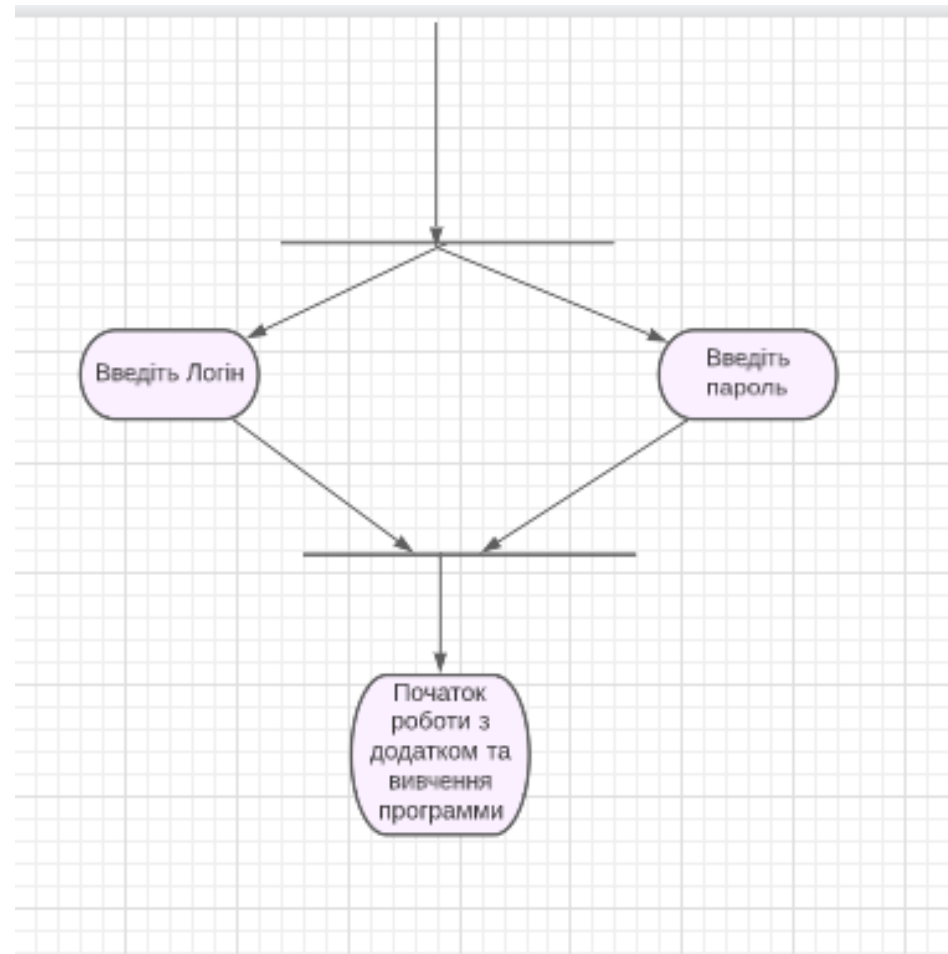 Введіть Логін
Введіть
пароль
Початок
роботи з
додатком та
вивчення
программи